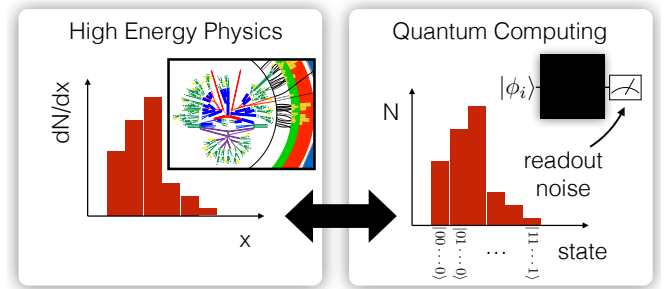 High Energy Physics
dN/dx
x
Quantum Computing
|ϕᵢ⟩
N
readout
noise
|00 · · · 0⟩
|01 · · · 0⟩
· · ·
|11 · · · 1⟩
state